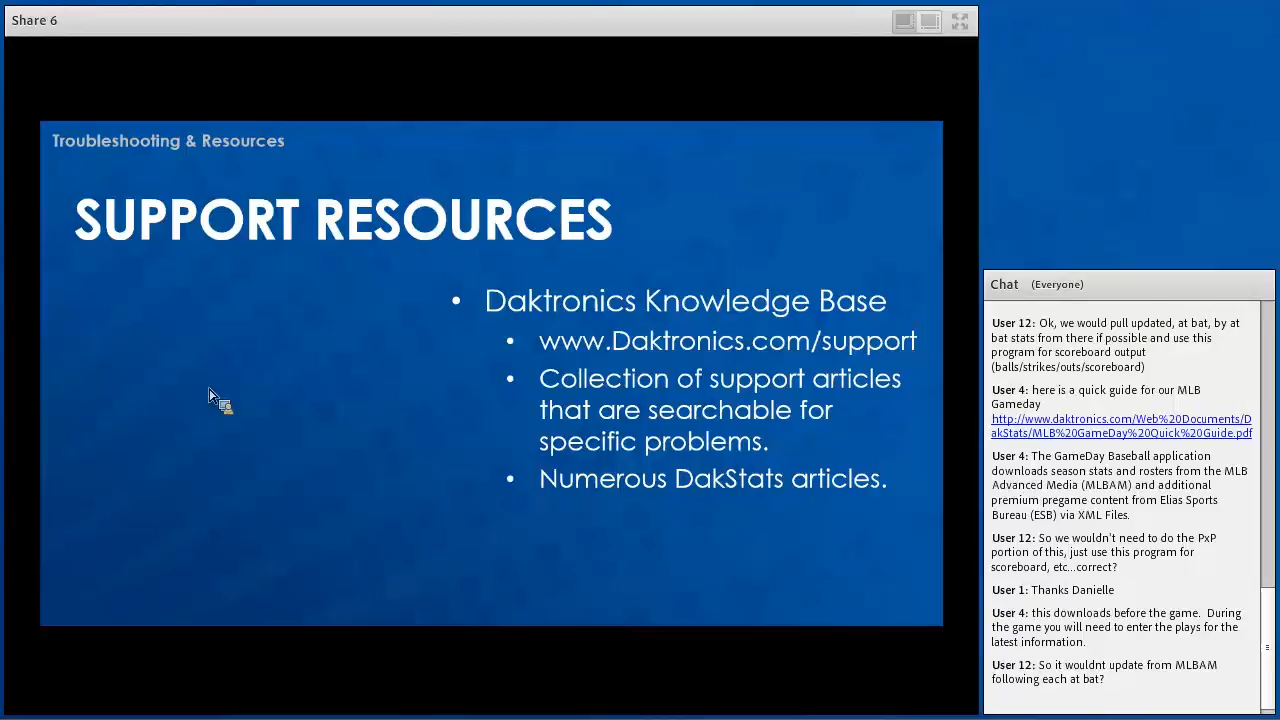 Share 6
Troubleshooting & Resources
SUPPORT RESOURCES
• Daktronics Knowledge Base
• www.Daktronics.com/support
• Collection of support articles
that are searchable for
specific problems.
• Numerous DakStats articles.
Chat (Everyone)
User 12: Ok, we would pull updated, at bat, by at
bat stats from there if possible and use this
program for scoreboard output
(balls/strikes/outs/scoreboard)
User 4: here is a quick guide for our MLB
Gameday
http://www.daktronics.com/Web%20Documents/D
akStats/MLB%20GameDay%20Quick%20Guide.pdf
User 4: The GameDay Baseball application
downloads season stats and rosters from the MLB
Advanced Media (MLBAM) and additional
premium pregame content from Elias Sports
Bureau (ESB) via XML Files.
User 12: So we wouldn't need to do the PxP
portion of this, just use this program for
scoreboard, etc...correct?
User 1: Thanks Danielle
User 4: this downloads before the game. During
the game you will need to enter the plays for the
latest information.
User 12: So it wouldnt update from MLBAM
following each at bat?